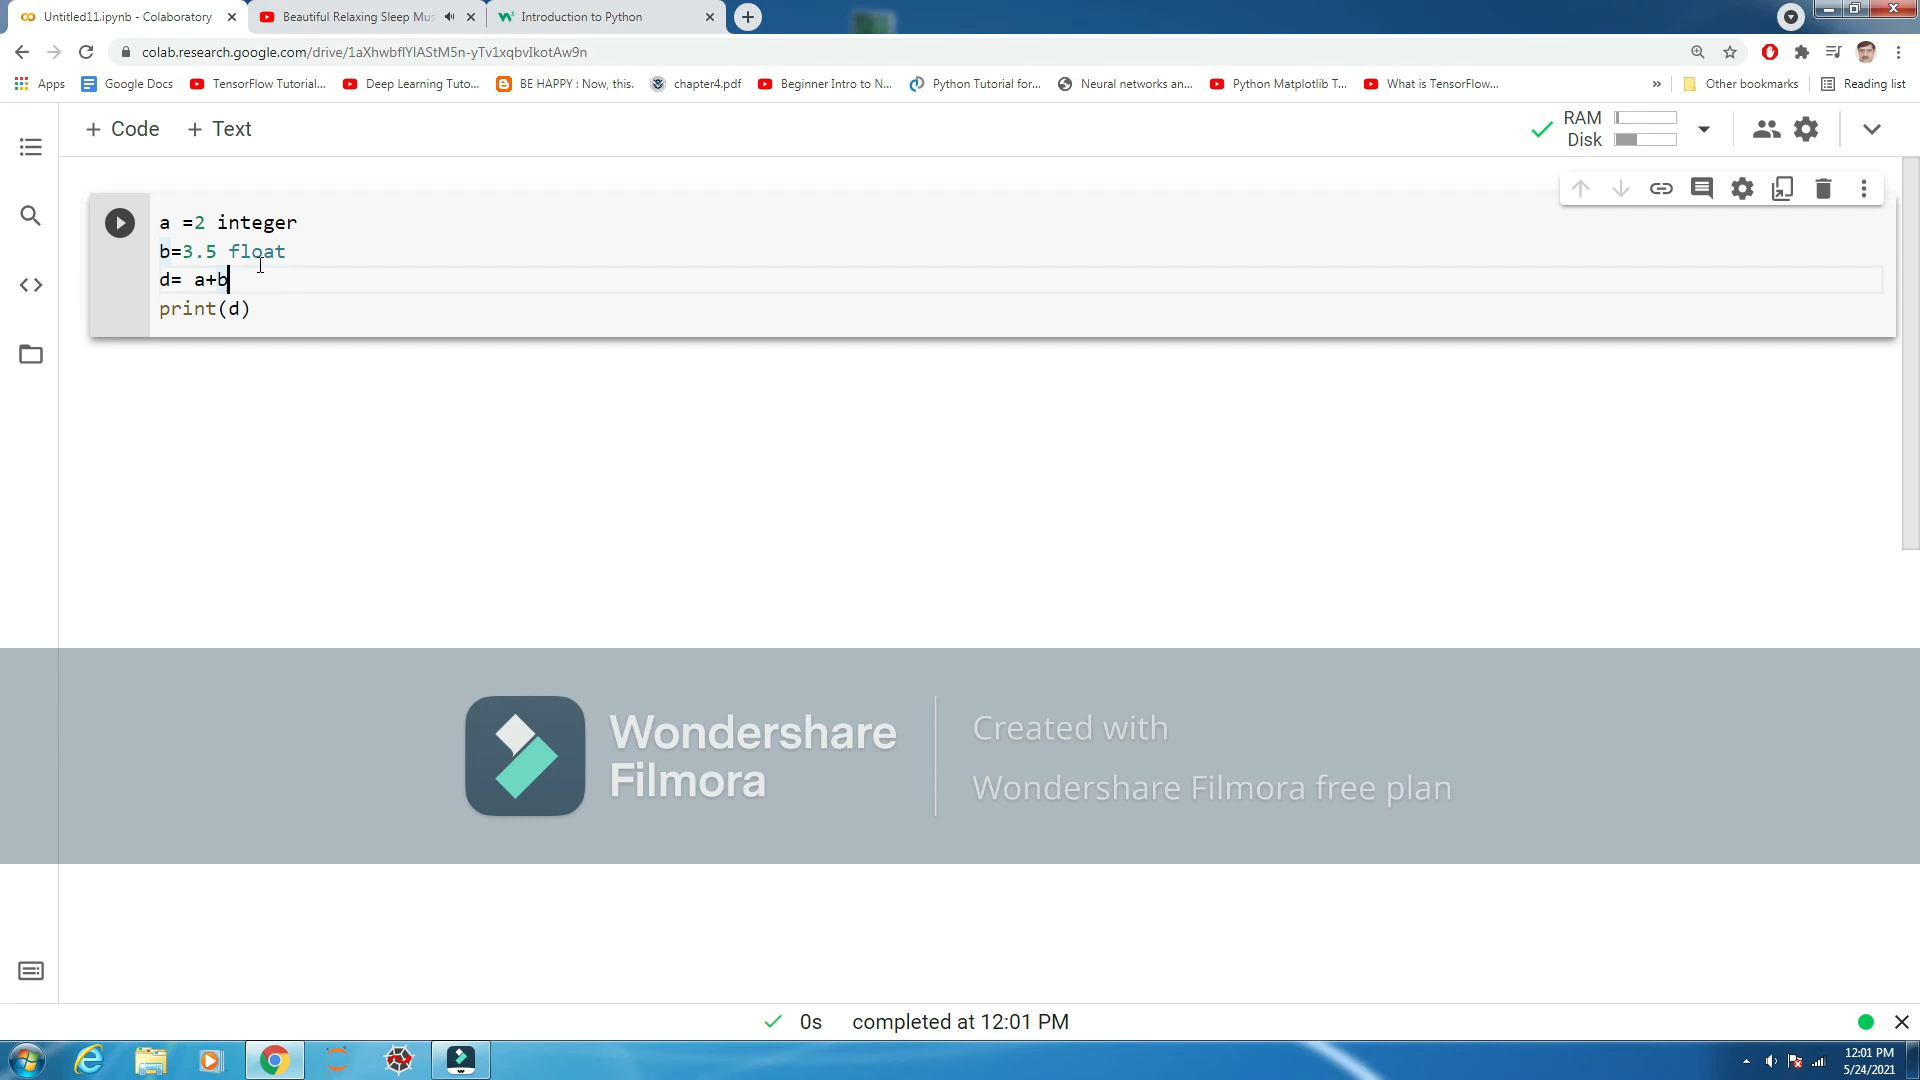 Untitled11.ipynb - Colaboratory
Beautiful Relaxing Sleep Mus
Introduction to Python
colab.research.google.com/drive/1aXhwbflYlAStM5n-yTv1xqbvIkotAw9n
Apps
Google Docs
TensorFlow Tutorial...
Deep Learning Tuto...
BE HAPPY : Now, this.
chapter4.pdf
Beginner Intro to N...
Python Tutorial for...
Neural networks an...
Python Matplotlib T...
What is TensorFlow...
»
Other bookmarks
Reading list
+ Code
+ Text
RAM
Disk
a =2 integer
b=3.5 float
d= a+b
print(d)
Wondershare
Filmora
Created with
Wondershare Filmora free plan
0s completed at 12:01 PM
12:01 PM
5/24/2021